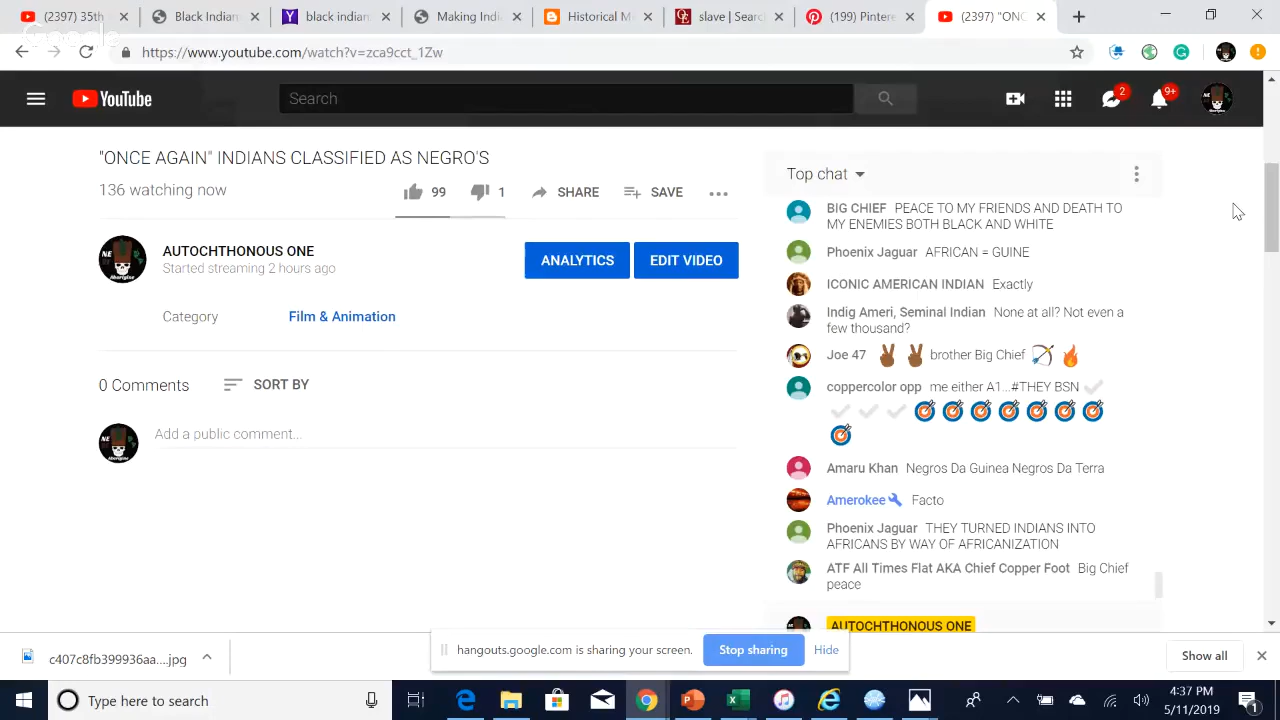 (2397) 35th
Black Indians
black indians
Making India
Historical M
slave | Search
(199) Pintere
(2397) "ONC
https://www.youtube.com/watch?v=zca9cct_1Zw
YouTube
Search
2
9+
"ONCE AGAIN" INDIANS CLASSIFIED AS NEGRO'S
136 watching now
99
1
SHARE
SAVE
AUTOCHTHONOUS ONE
Started streaming 2 hours ago
ANALYTICS
EDIT VIDEO
Category
Film & Animation
0 Comments
SORT BY
Add a public comment...
Top chat
BIG CHIEF PEACE TO MY FRIENDS AND DEATH TO
MY ENEMIES BOTH BLACK AND WHITE
Phoenix Jaguar AFRICAN = GUINE
ICONIC AMERICAN INDIAN Exactly
Indig Ameri, Seminal Indian None at all? Not even a
few thousand?
Joe 47 ✌🏾 ✌🏾 brother Big Chief 🏹 🔥
coppercolor opp me either A1...#THEY BSN ✔
✔ ✔ ✔ 🎯 🎯 🎯 🎯 🎯 🎯 🎯
🎯
Amaru Khan Negros Da Guinea Negros Da Terra
Amerokee Facto
Phoenix Jaguar THEY TURNED INDIANS INTO
AFRICANS BY WAY OF AFRICANIZATION
ATF All Times Flat AKA Chief Copper Foot Big Chief
peace
AUTOCHTHONOUS ONE
hangouts.google.com is sharing your screen.
Stop sharing
Hide
c407c8fb399936aa....jpg
Show all
Type here to search
4:37 PM
5/11/2019
1